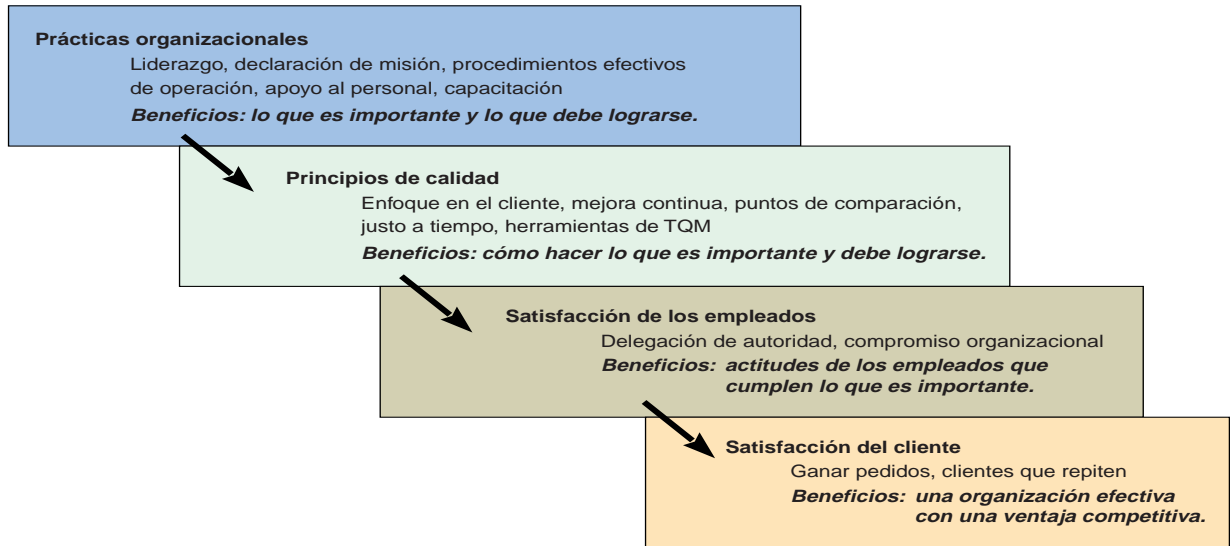 Prácticas organizacionales
Liderazgo, declaración de misión, procedimientos efectivos
de operación, apoyo al personal, capacitación
Beneficios: lo que es importante y lo que debe lograrse.
Principios de calidad
Enfoque en el cliente, mejora continua, puntos de comparación,
justo a tiempo, herramientas de TQM
Beneficios: cómo hacer lo que es importante y debe lograrse.
Satisfacción de los empleados
Delegación de autoridad, compromiso organizacional
Beneficios: actitudes de los empleados que
cumplen lo que es importante.
Satisfacción del cliente
Ganar pedidos, clientes que repiten
Beneficios: una organización efectiva
con una ventaja competitiva.